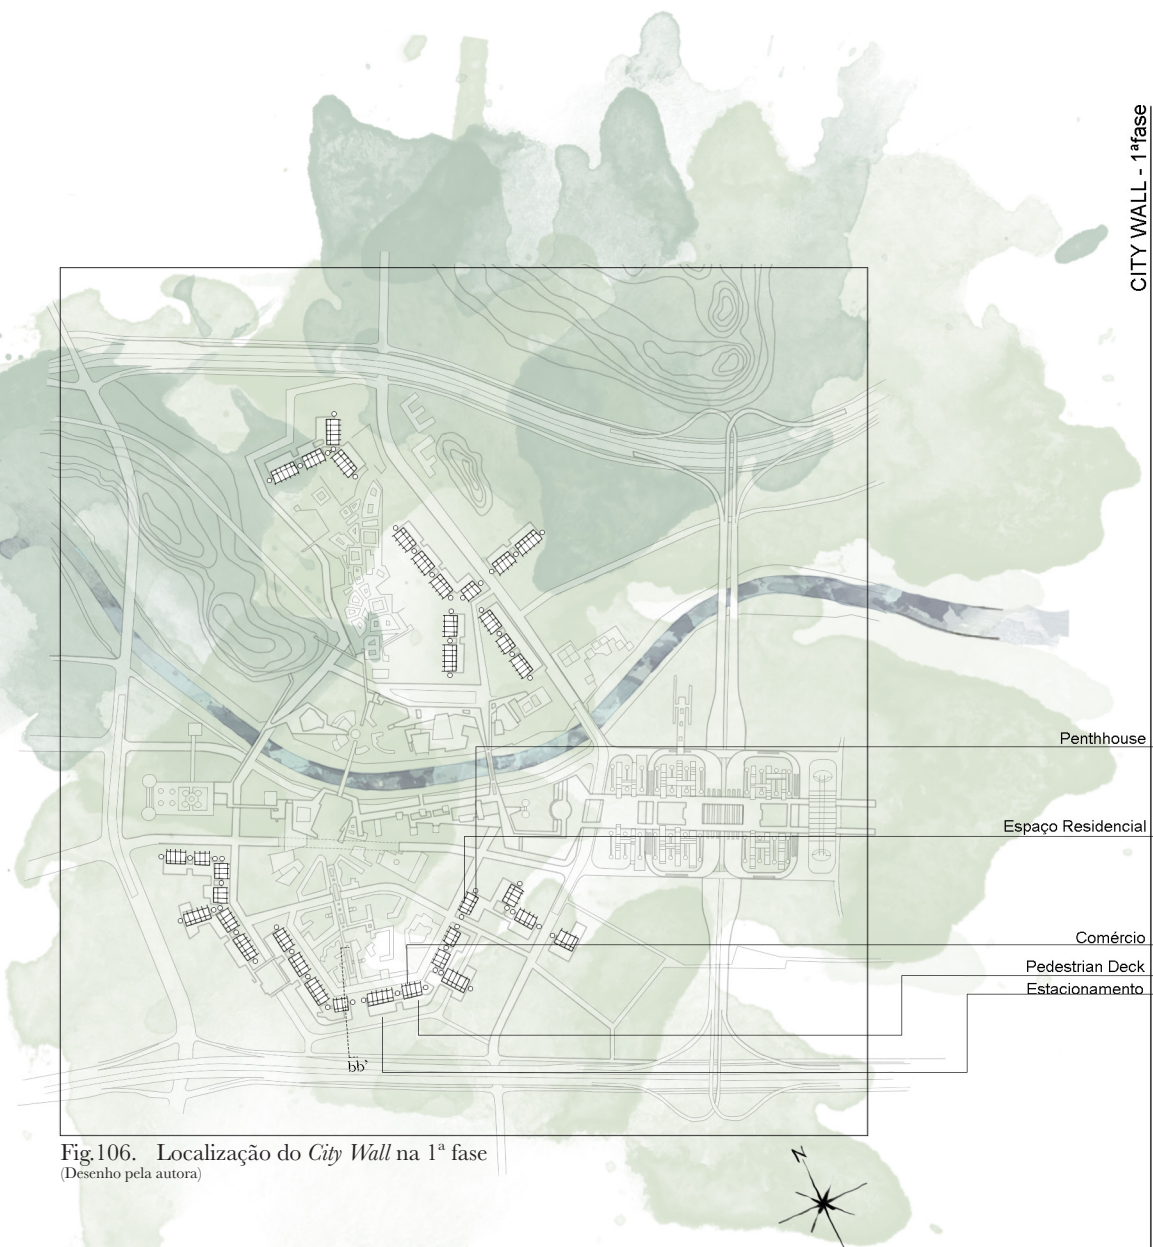 CITY WALL - 1ªfase
Penthhouse
Espaço Residencial
Comércio
Pedestrian Deck
Estacionamento
bb’
Fig.106. Localização do City Wall na 1ª fase
(Desenho pela autora)
N